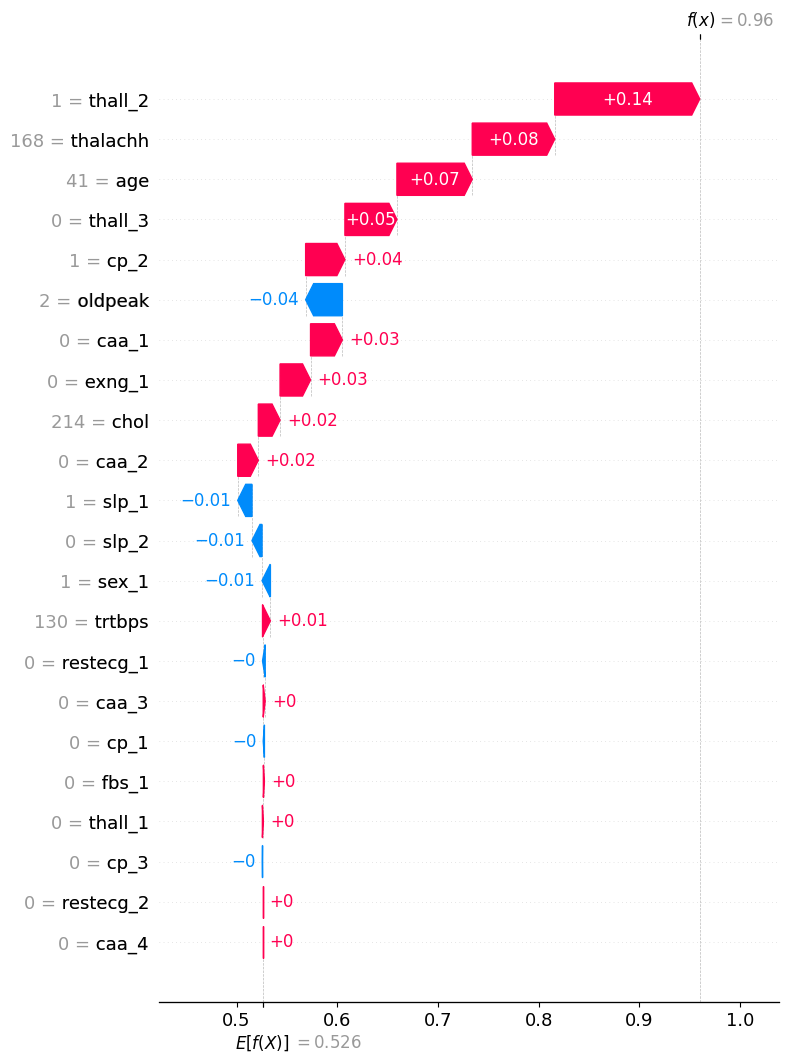 f(x) = 0.96
1 = thall_2 +0.14
168 = thalachh +0.08
41 = age +0.07
0 = thall_3 +0.05
1 = cp_2 +0.04
2 = oldpeak −0.04
0 = caa_1 +0.03
0 = exng_1 +0.03
214 = chol +0.02
0 = caa_2 +0.02
1 = slp_1 −0.01
0 = slp_2 −0.01
1 = sex_1 −0.01
130 = trtbps +0.01
0 = restecg_1 −0
0 = caa_3 +0
0 = cp_1 −0
0 = fbs_1 +0
0 = thall_1 +0
0 = cp_3 −0
0 = restecg_2 +0
0 = caa_4 +0
0.5 0.6 0.7 0.8 0.9 1.0
E[f(X)] = 0.526